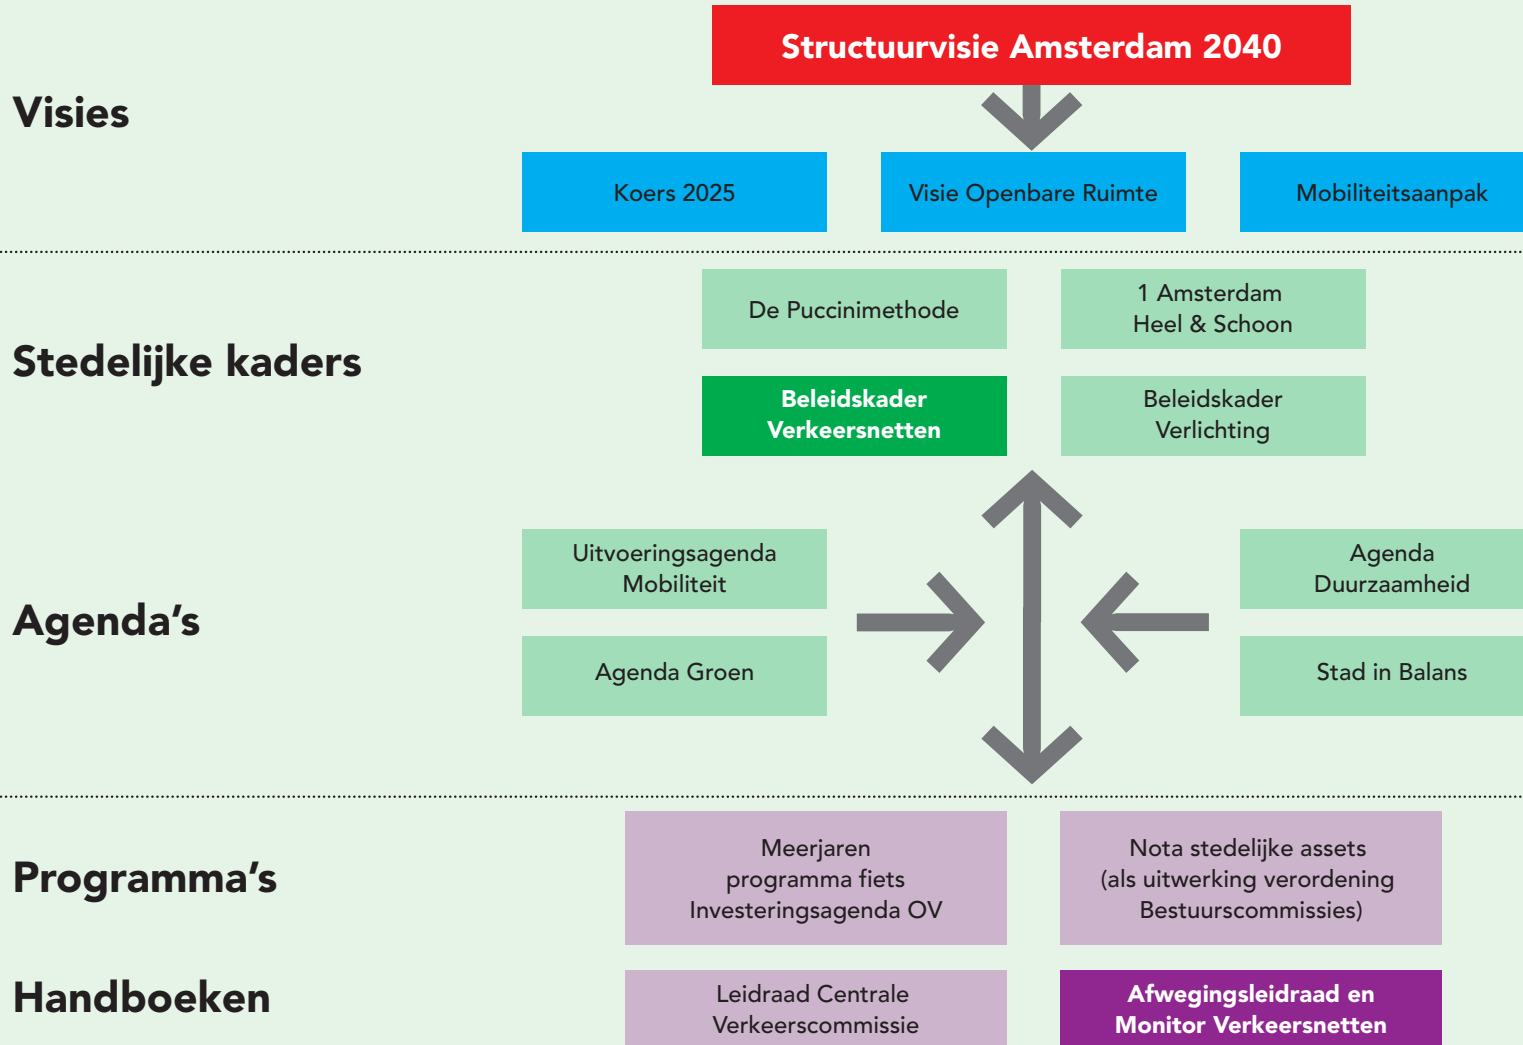 Structuurvisie Amsterdam 2040
Visies
Koers 2025
Visie Openbare Ruimte
Mobiliteitsaanpak
De Puccinimethode
1 Amsterdam
Heel & Schoon
Stedelijke kaders
Beleidskader
Verkeersnetten
Beleidskader
Verlichting
Uitvoeringsagenda
Mobiliteit
Agenda
Duurzaamheid
Agenda’s
Agenda Groen
Stad in Balans
Programma’s
Meerjaren
programma fiets
Investeringsagenda OV
Nota stedelijke assets
(als uitwerking verordening
Bestuurscommissies)
Handboeken
Leidraad Centrale
Verkeerscommissie
Afwegingsleidraad en
Monitor Verkeersnetten